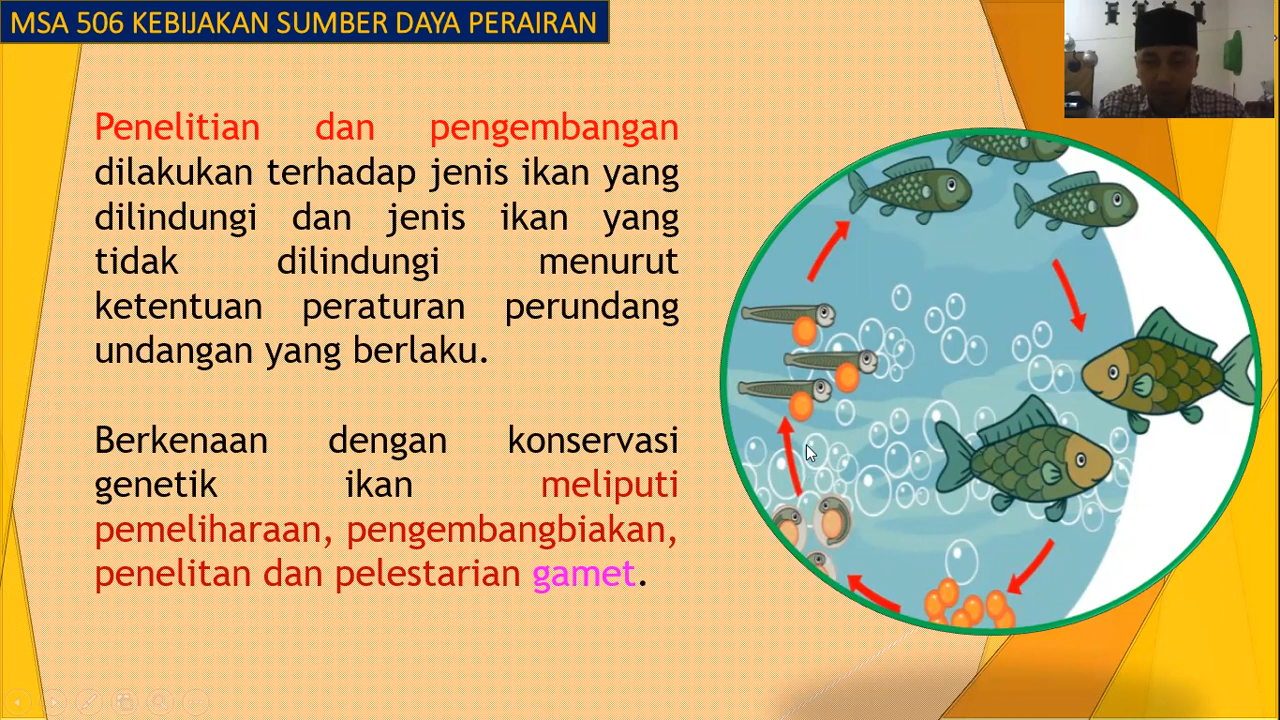 MSA 506 KEBIJAKAN SUMBER DAYA PERAIRAN
Penelitian dan pengembangan
dilakukan terhadap jenis ikan yang
dilindungi dan jenis ikan yang
tidak dilindungi menurut
ketentuan peraturan perundang
undangan yang berlaku.
Berkenaan dengan konservasi
genetik ikan meliputi
pemeliharaan, pengembangbiakan,
penelitan dan pelestarian gamet.